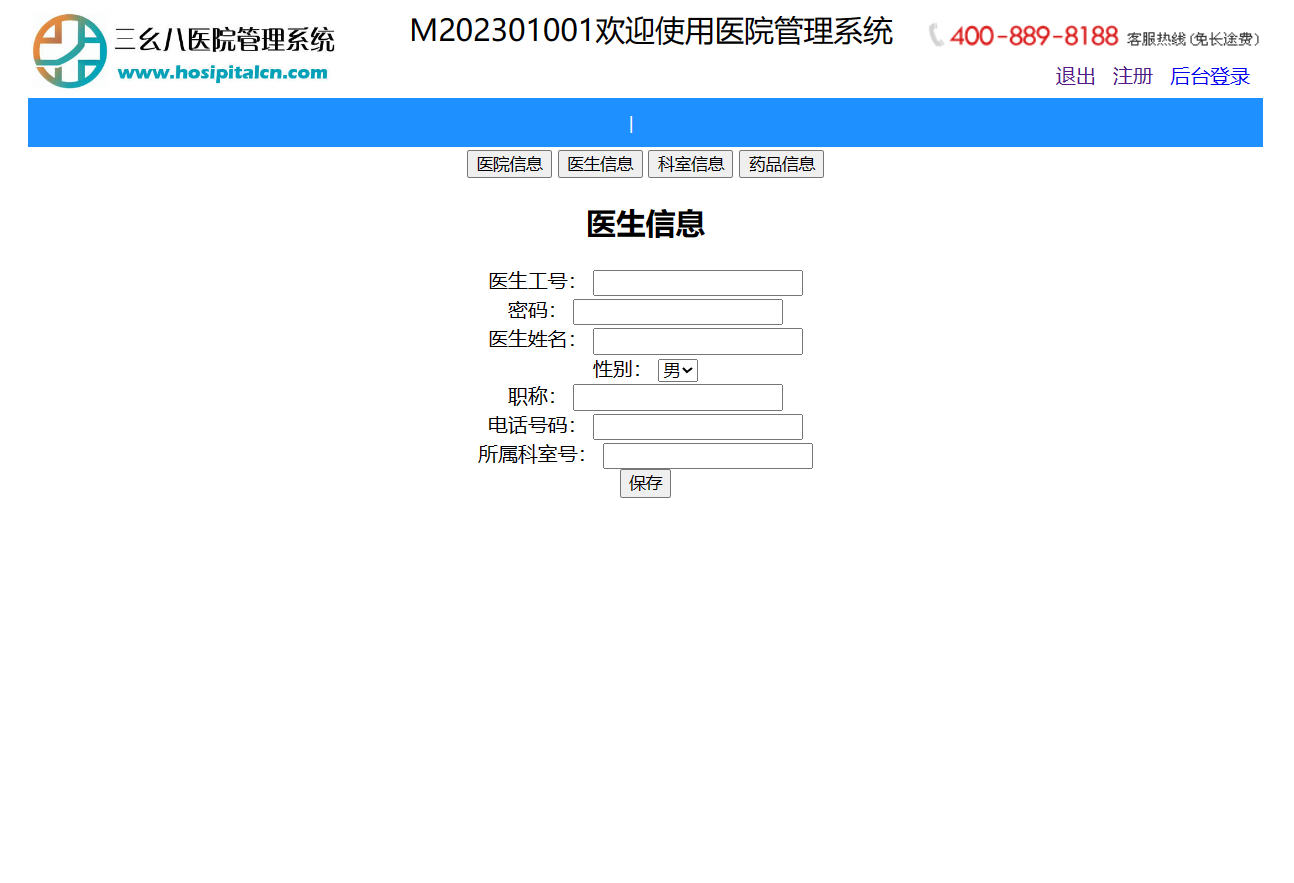 三幺八医院管理系统
www.hosipitalcn.com
M202301001欢迎使用医院管理系统
400-889-8188 客服热线(免长途费)
退出 注册 后台登录
|
医院信息 医生信息 科室信息 药品信息
医生信息
医生工号：
密码：
医生姓名：
性别： 男
职称：
电话号码：
所属科室号：
保存